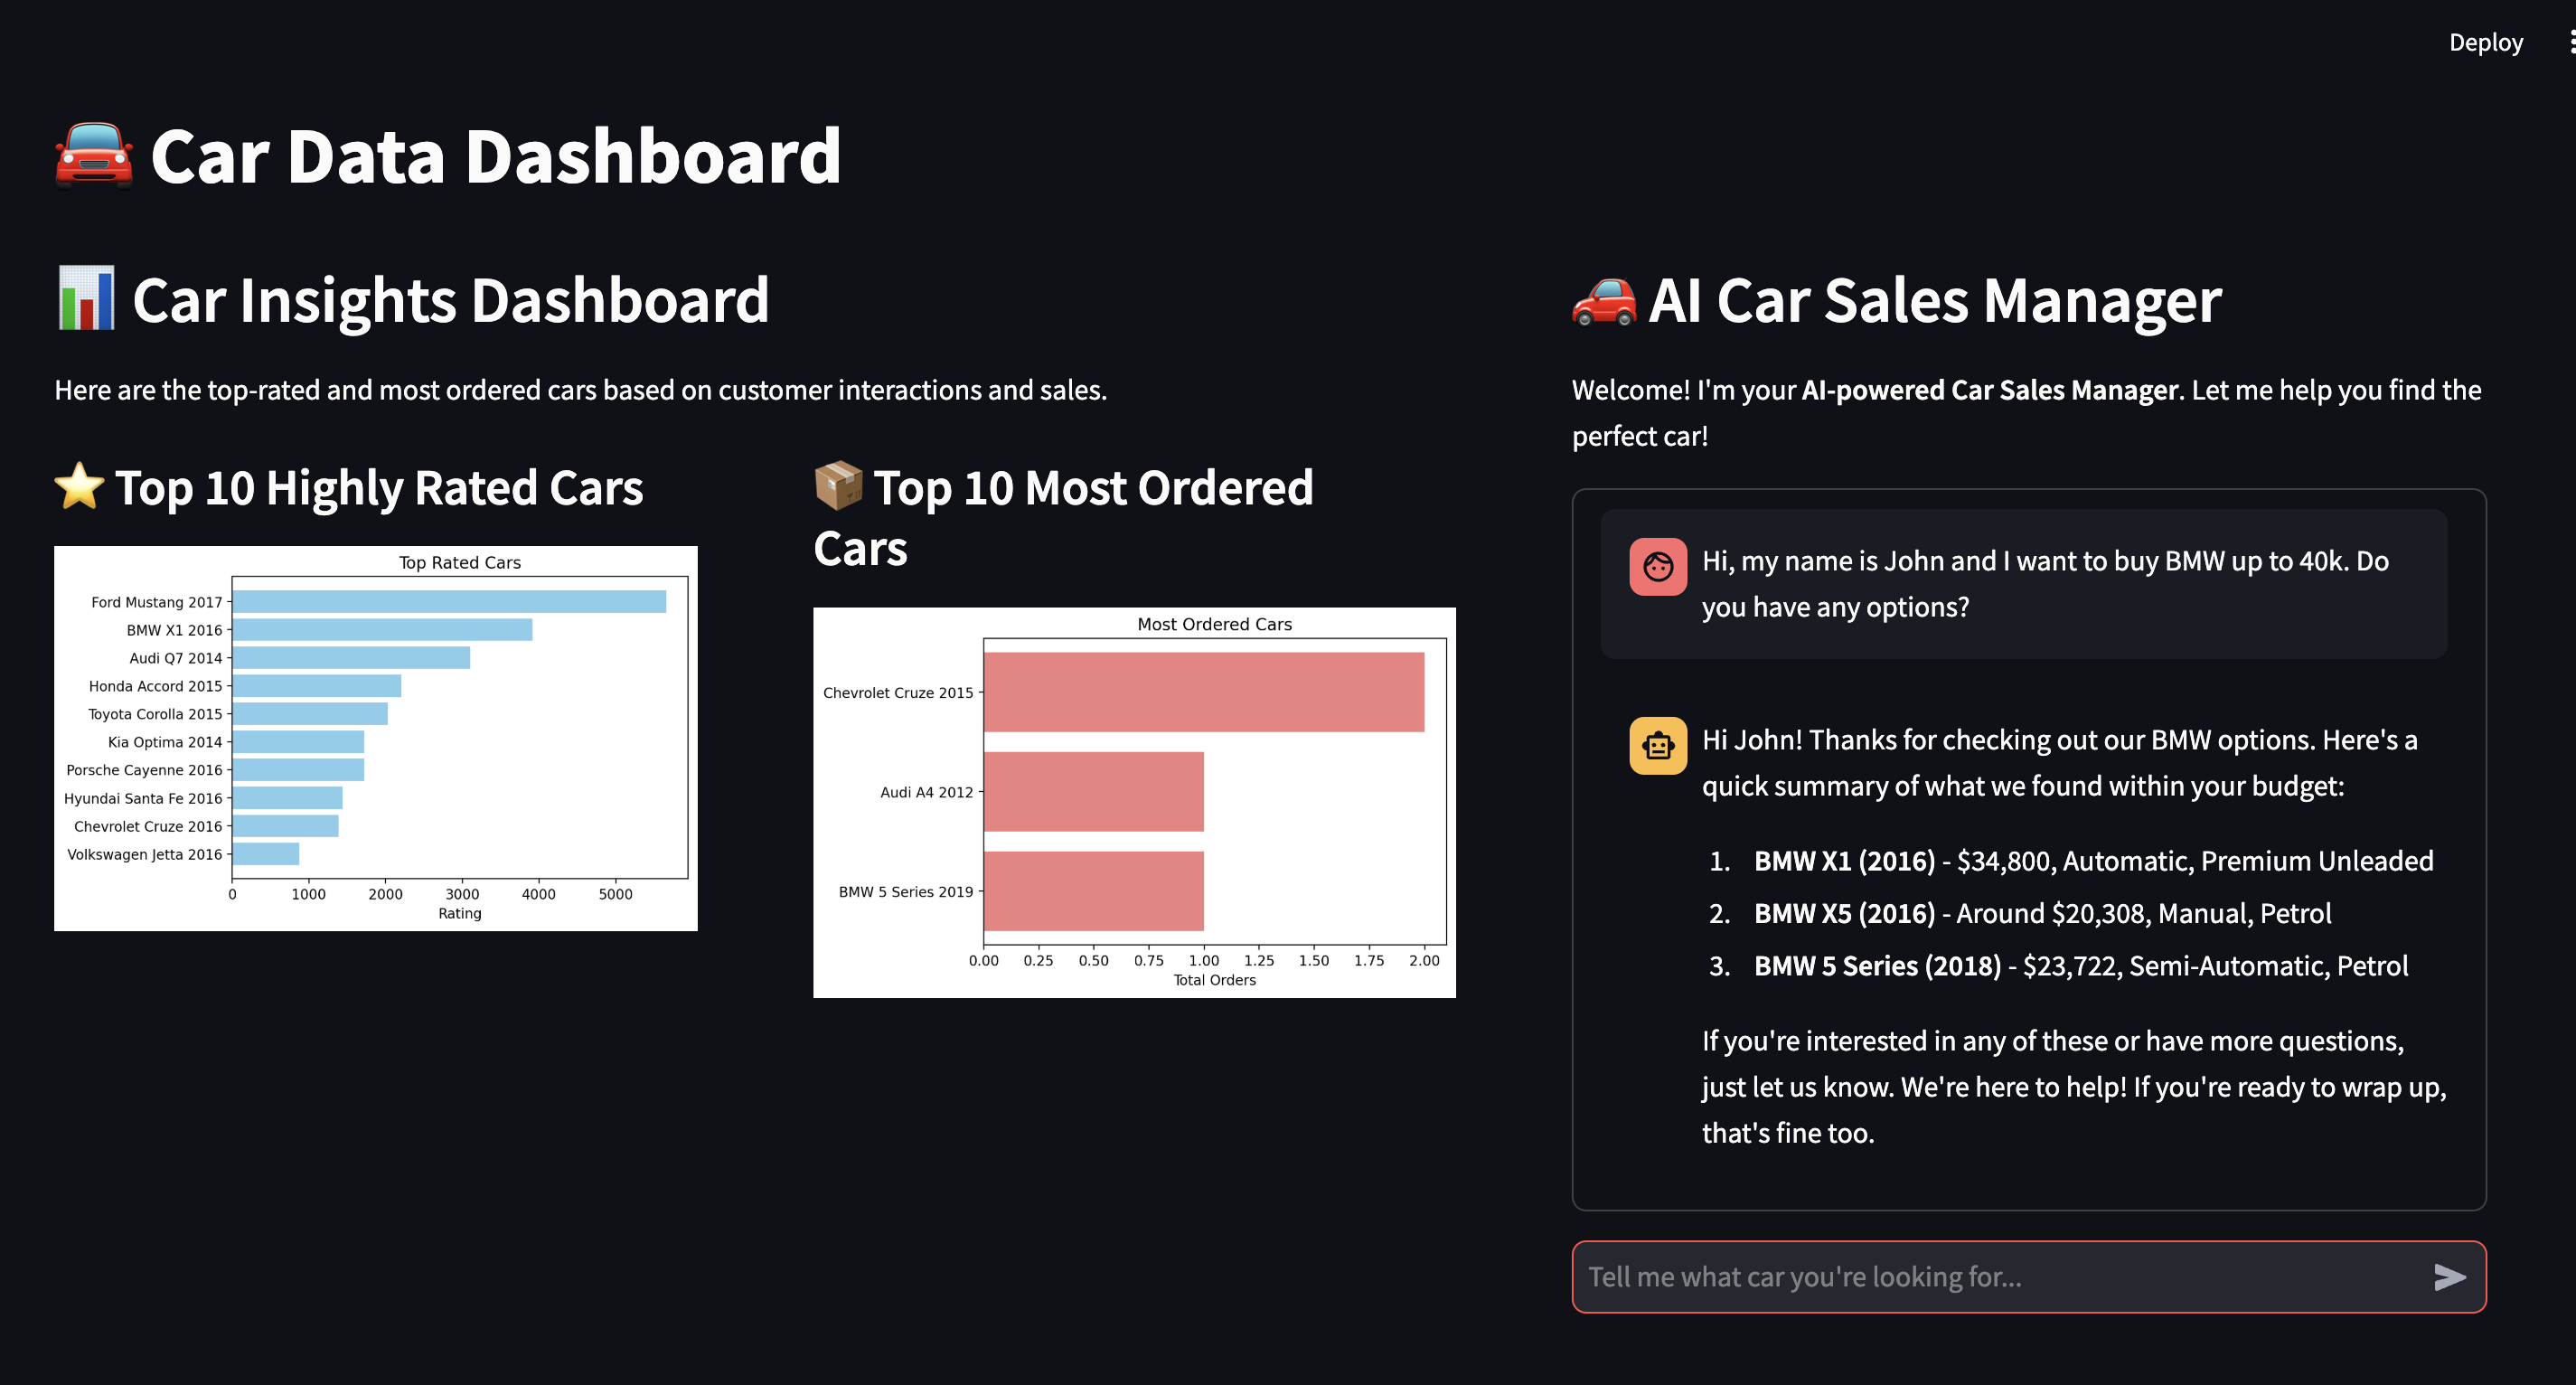 Deploy
Car Data Dashboard
Car Insights Dashboard
Here are the top-rated and most ordered cars based on customer interactions and sales.
Top 10 Highly Rated Cars
Top Rated Cars
Ford Mustang 2017
BMW X1 2016
Audi Q7 2014
Honda Accord 2015
Toyota Corolla 2015
Kia Optima 2014
Porsche Cayenne 2016
Hyundai Santa Fe 2016
Chevrolet Cruze 2016
Volkswagen Jetta 2016
0 1000 2000 3000 4000 5000
Rating
Top 10 Most Ordered
Cars
Most Ordered Cars
Chevrolet Cruze 2015
Audi A4 2012
BMW 5 Series 2019
0.00 0.25 0.50 0.75 1.00 1.25 1.50 1.75 2.00
Total Orders
AI Car Sales Manager
Welcome! I'm your AI-powered Car Sales Manager. Let me help you find the
perfect car!
Hi, my name is John and I want to buy BMW up to 40k. Do
you have any options?
Hi John! Thanks for checking out our BMW options. Here's a
quick summary of what we found within your budget:
1. BMW X1 (2016) - $34,800, Automatic, Premium Unleaded
2. BMW X5 (2016) - Around $20,308, Manual, Petrol
3. BMW 5 Series (2018) - $23,722, Semi-Automatic, Petrol
If you're interested in any of these or have more questions,
just let us know. We're here to help! If you're ready to wrap up,
that's fine too.
Tell me what car you're looking for...